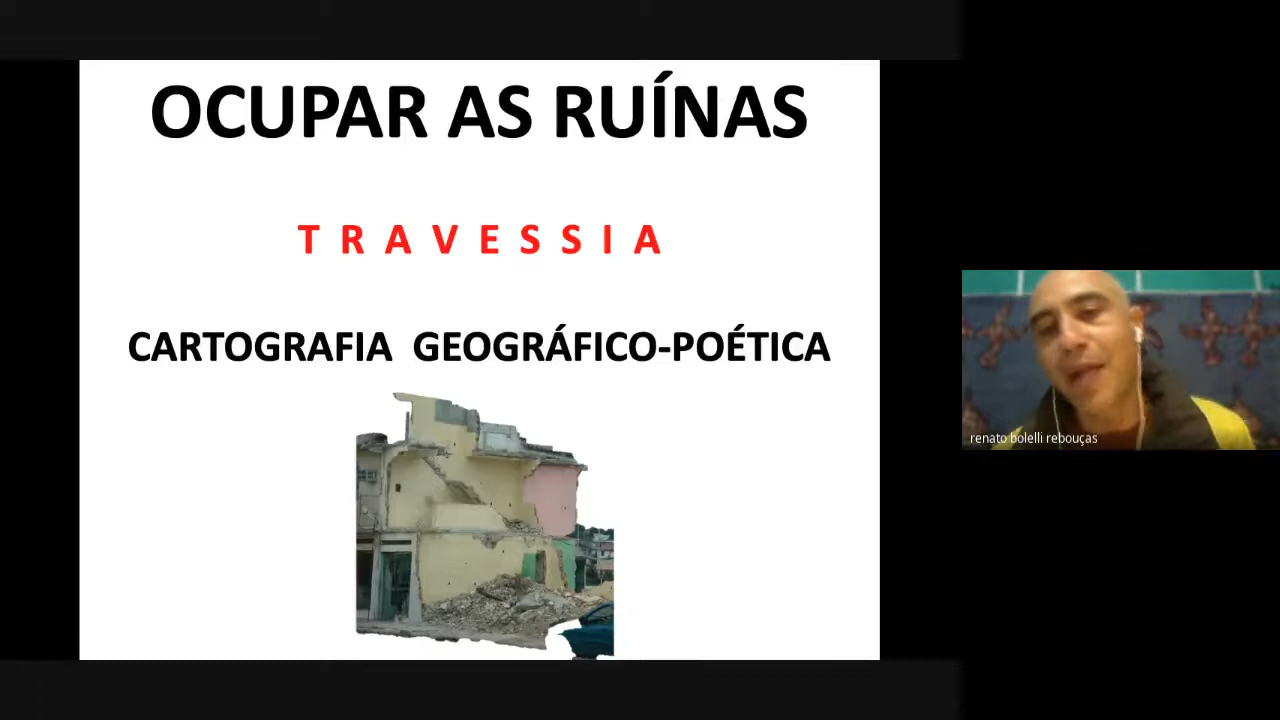 OCUPAR AS RUÍNAS
T R A V E S S I A
CARTOGRAFIA GEOGRÁFICO-POÉTICA
renato bolelli rebouças